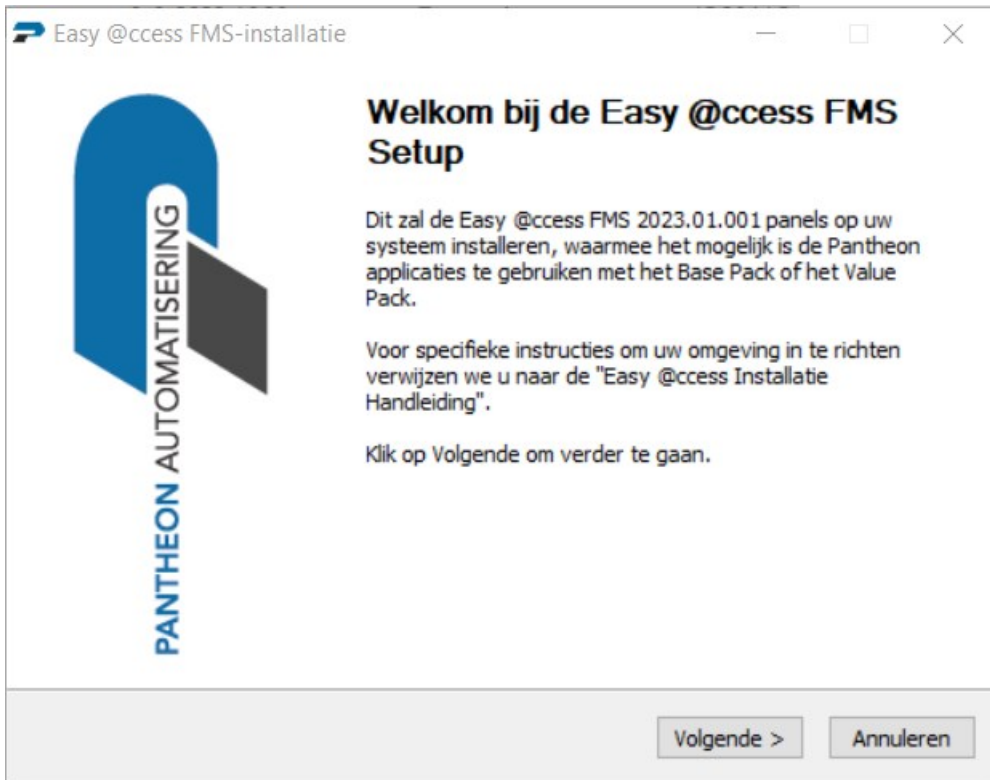 Easy @ccess FMS-installatie
Welkom bij de Easy @ccess FMS
Setup
Dit zal de Easy @ccess FMS 2023.01.001 panels op uw
systeem installeren, waarmee het mogelijk is de Pantheon
applicaties te gebruiken met het Base Pack of het Value
Pack.
Voor specifieke instructies om uw omgeving in te richten
verwijzen we u naar de "Easy @ccess Installatie
Handleiding".
Klik op Volgende om verder te gaan.
PANTHEON AUTOMATISERING
Volgende >
Annuleren